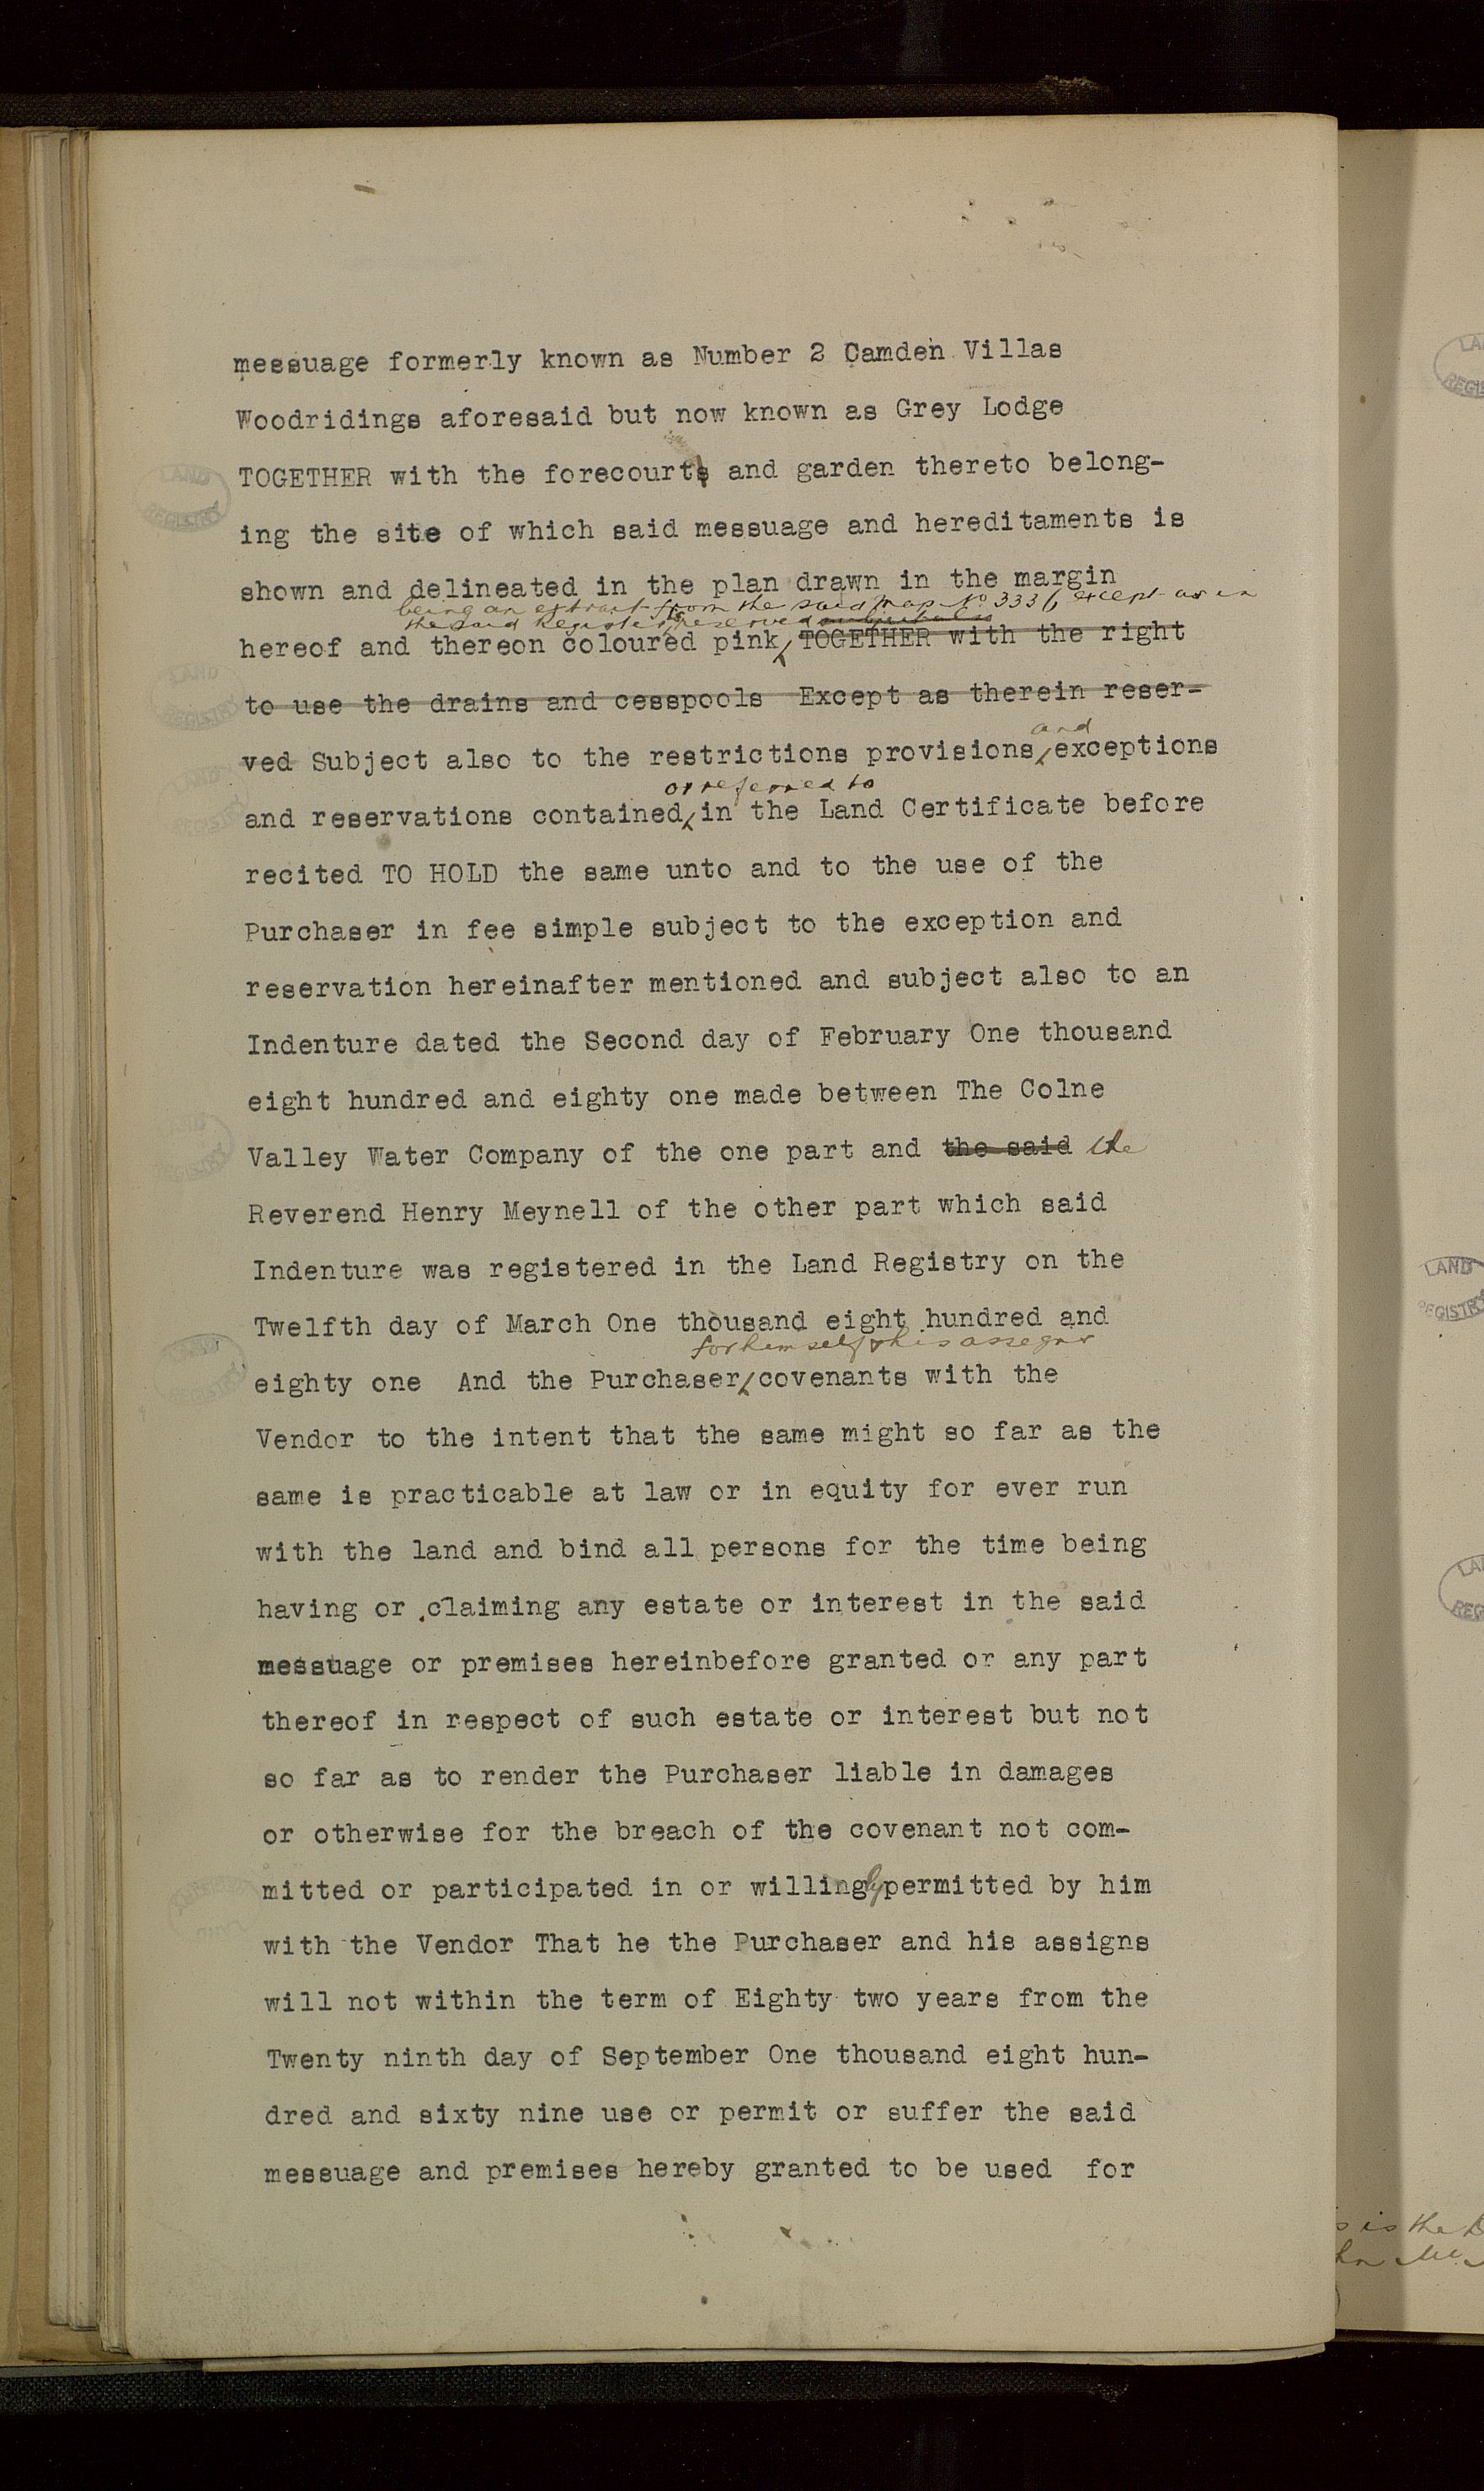 messuage formerly known as Number 2 Camden Villas
Woodridings aforesaid but now known as Grey Lodge
TOGETHER with the forecourt and garden thereto belong-
ing the site of which said messuage and hereditaments is
shown and delineated in the plan drawn in the margin
being an extract from the said Map No 3336 except as in
the said Register is reserved
hereof and thereon coloured pink, TOGETHER with the right
to use the drains and cesspools Except as therein reser-
and
ved Subject also to the restrictions provisions exceptions
or referred to
and reservations contained in the Land Certificate before
recited TO HOLD the same unto and to the use of the
Purchaser in fee simple subject to the exception and
reservation hereinafter mentioned and subject also to an
Indenture dated the Second day of February One thousand
eight hundred and eighty one made between The Colne
Valley Water Company of the one part and the said the
Reverend Henry Meynell of the other part which said
Indenture was registered in the Land Registry on the
Twelfth day of March One thousand eight hundred and
for himself & his assigns
eighty one And the Purchaser covenants with the
Vendor to the intent that the same might so far as the
same is practicable at law or in equity for ever run
with the land and bind all persons for the time being
having or claiming any estate or interest in the said
messuage or premises hereinbefore granted or any part
thereof in respect of such estate or interest but not
so far as to render the Purchaser liable in damages
or otherwise for the breach of the covenant not com-
mitted or participated in or willingly permitted by him
with the Vendor That he the Purchaser and his assigns
will not within the term of Eighty two years from the
Twenty ninth day of September One thousand eight hun-
dred and sixty nine use or permit or suffer the said
messuage and premises hereby granted to be used for
LAND REGISTRY
LAND REGISTRY